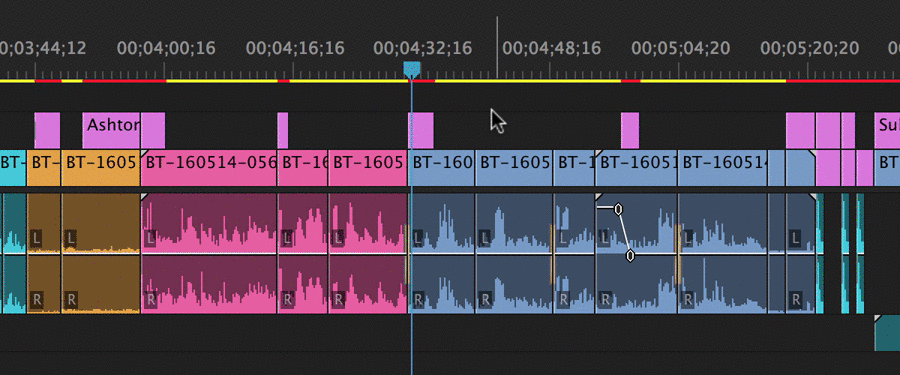 0:03;44;12 00;04;00;16 00;04;16;16 00;04;32;16 00;04;48;16 00;05;04;20 00;05;20;20 00
Ashtor Su
BT- BT- BT-1605 BT-160514-056 BT-16 BT-1605 BT-160 BT-1605 BT-1 BT-16051 BT-160514 BT
L L L L L L L L L L L
R R R R R R R R R R R